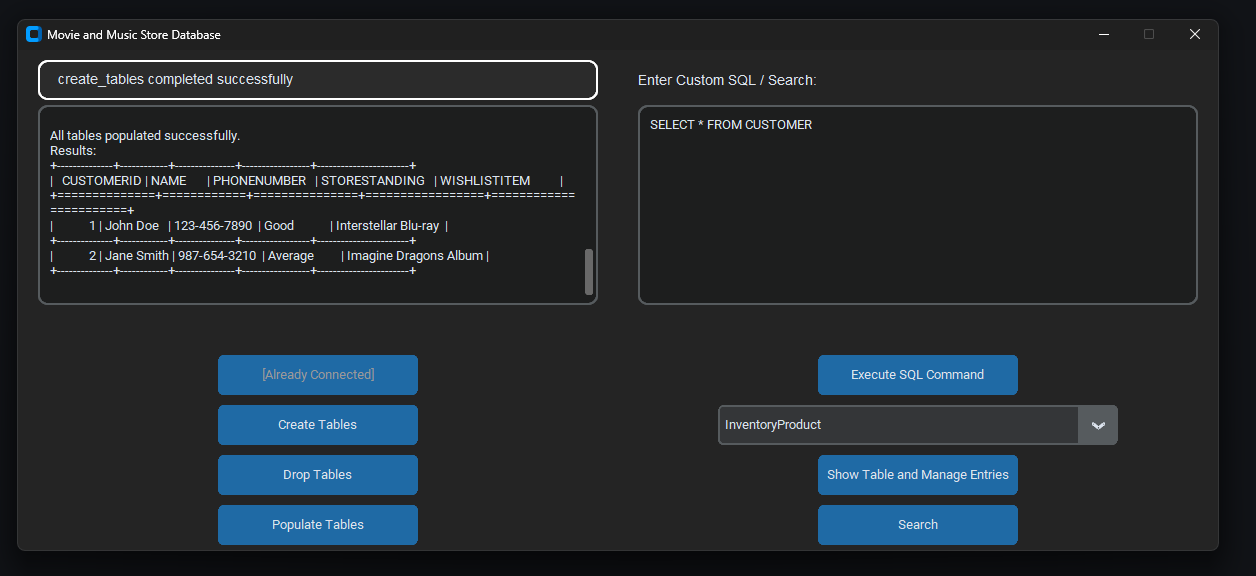 Movie and Music Store Database
create_tables completed successfully
All tables populated successfully.
Results:
+--------------+------------+---------------+-----------------+-----------------------+
| CUSTOMERID | NAME | PHONENUMBER | STORESTANDING | WISHLISTITEM |
+==============+============+===============+=================+============
===========+
| 1 | John Doe | 123-456-7890 | Good | Interstellar Blu-ray |
+--------------+------------+---------------+-----------------+-----------------------+
| 2 | Jane Smith | 987-654-3210 | Average | Imagine Dragons Album |
+--------------+------------+---------------+-----------------+-----------------------+
Enter Custom SQL / Search:
SELECT * FROM CUSTOMER
[Already Connected]
Create Tables
Drop Tables
Populate Tables
Execute SQL Command
InventoryProduct
Show Table and Manage Entries
Search